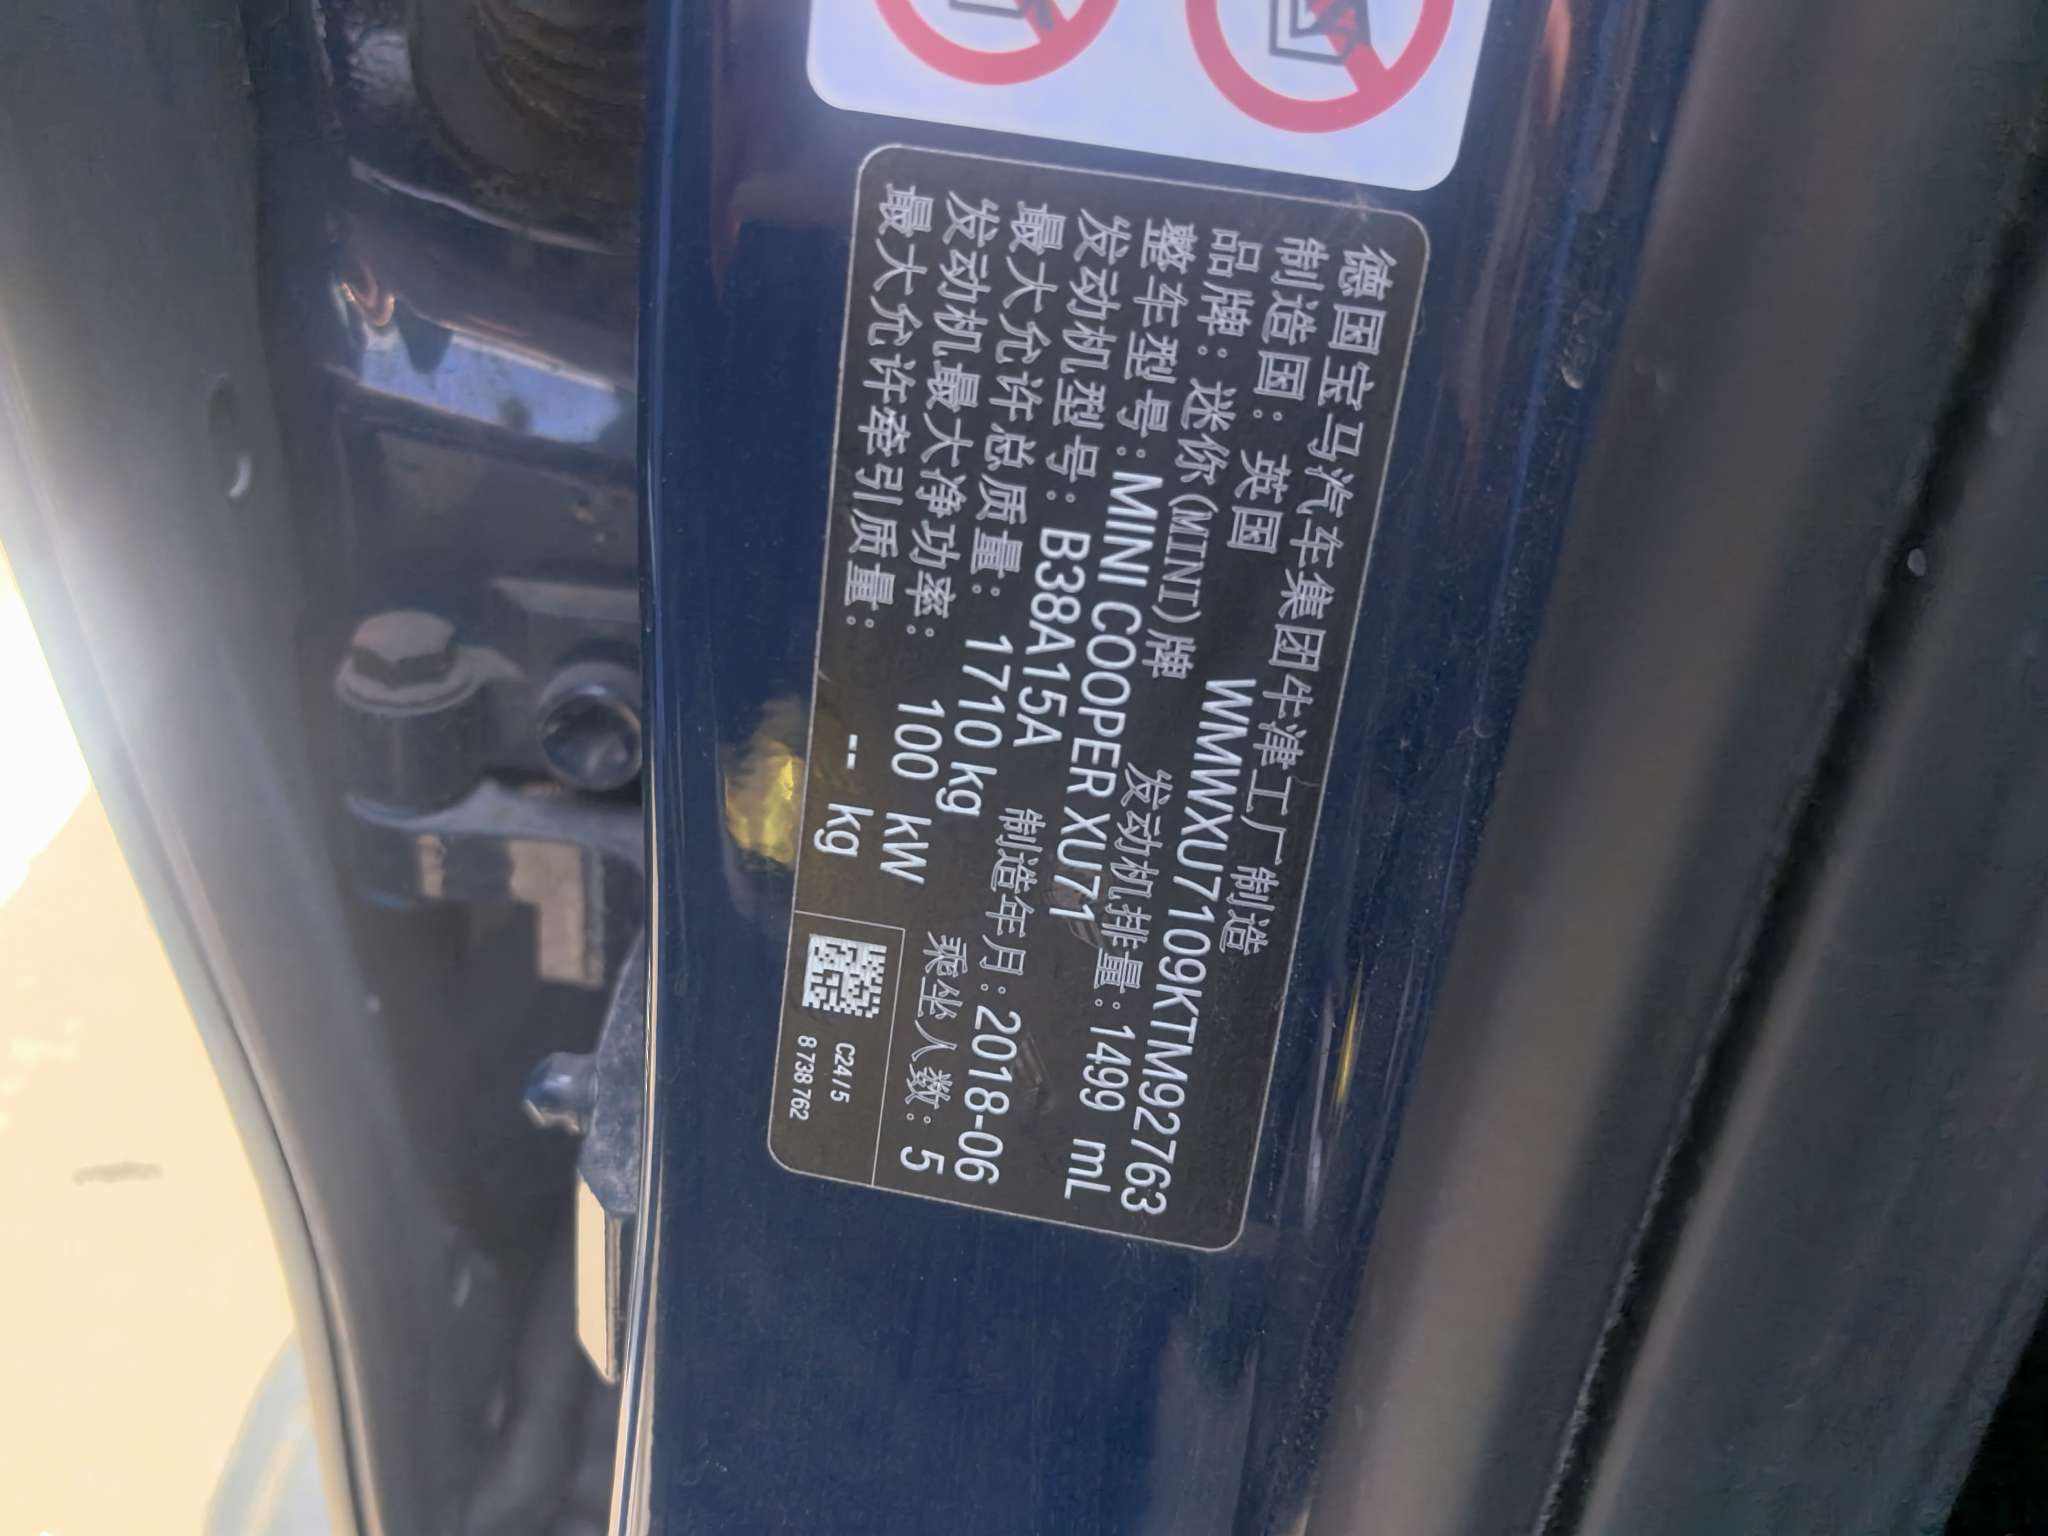 德国宝马汽车集团牛津工厂制造
制造国：英国 WMWXU7109KTM92763
品牌：迷你(MINI)牌 发动机排量：1499 mL
整车型号：MINI COOPER XU71
发动机型号：B38A15A 制造年月：2018-06
最大允许总质量：1710 kg
发动机最大净功率：100 kW 乘坐人数：5
最大允许牵引质量：-- kg
C24 / 5
8 738 762